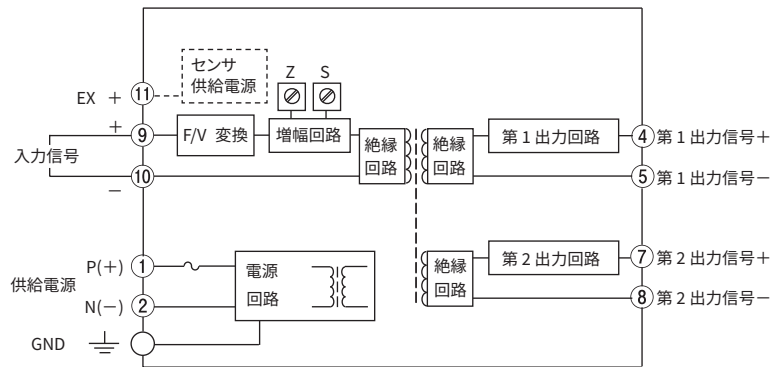 センサ
供給電源
Z S
EX + 11
+ 9
F/V 変換
増幅回路
絶縁
回路
絶縁
回路
第1出力回路
4 第1出力信号+
入力信号
10
−
5 第1出力信号−
P(+) 1
電源
回路
絶縁
回路
第2出力回路
7 第2出力信号+
供給電源
N(−) 2
8 第2出力信号−
GND